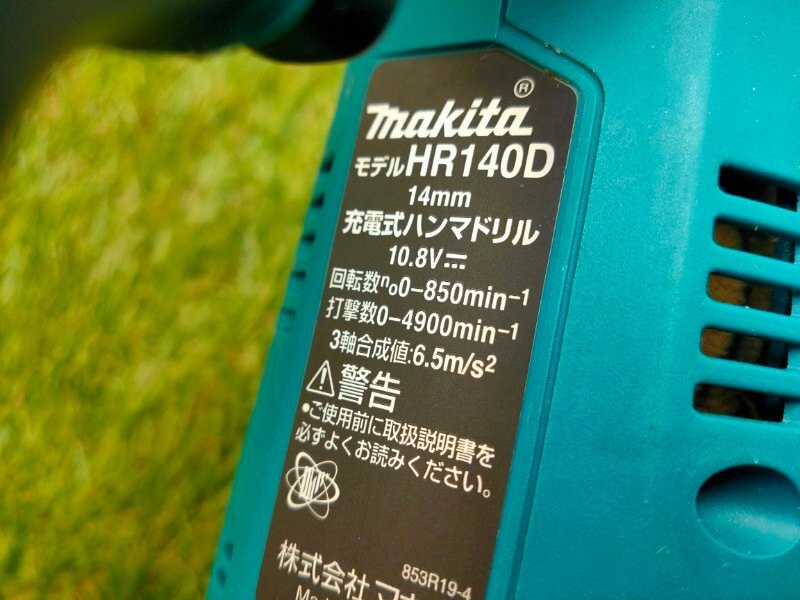 makita®
モデルHR140D
14mm
充電式ハンマドリル
10.8V⎓
回転数n₀0-850min⁻¹
打撃数0-4900min⁻¹
3軸合成値:6.5m/s²
⚠警告
●ご使用前に取扱説明書を
必ずよくお読みください。
853R19-4
株式会社